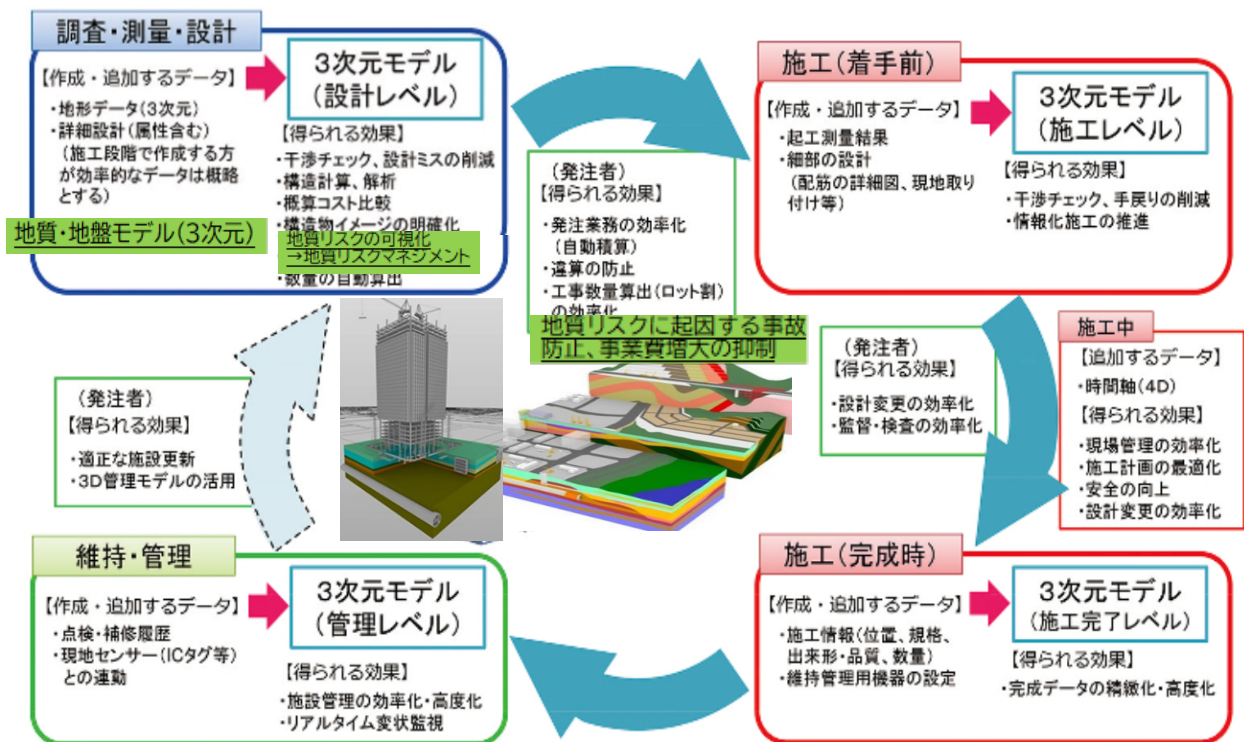 調査・測量・設計
【作成・追加するデータ】
・地形データ(3次元)
・詳細設計(属性含む)
(施工段階で作成する方
が効率的なデータは概略
とする)
地質・地盤モデル(3次元)
3次元モデル
(設計レベル)
【得られる効果】
・干渉チェック、設計ミスの削減
・構造計算、解析
・概算コスト比較
・構造物イメージの明確化
地質リスクの可視化
→地質リスクマネジメント
・数量の自動算出
(発注者)
【得られる効果】
・発注業務の効率化
(自動積算)
・違算の防止
・工事数量算出(ロット割)
の効率化
地質リスクに起因する事故
防止、事業費増大の抑制
施工(着手前)
【作成・追加するデータ】
・起工測量結果
・細部の設計
(配筋の詳細図、現地取り
付け等)
3次元モデル
(施工レベル)
【得られる効果】
・干渉チェック、手戻りの削減
・情報化施工の推進
(発注者)
【得られる効果】
・設計変更の効率化
・監督・検査の効率化
施工中
【追加するデータ】
・時間軸(4D)
【得られる効果】
・現場管理の効率化
・施工計画の最適化
・安全の向上
・設計変更の効率化
施工(完成時)
【作成・追加するデータ】
・施工情報(位置、規格、
出来形・品質、数量)
・維持管理用機器の設定
3次元モデル
(施工完了レベル)
【得られる効果】
・完成データの精緻化・高度化
維持・管理
【作成・追加するデータ】
・点検・補修履歴
・現地センサー(ICタグ等)
との連動
3次元モデル
(管理レベル)
【得られる効果】
・施設管理の効率化・高度化
・リアルタイム変状監視
(発注者)
【得られる効果】
・適正な施設更新
・3D管理モデルの活用